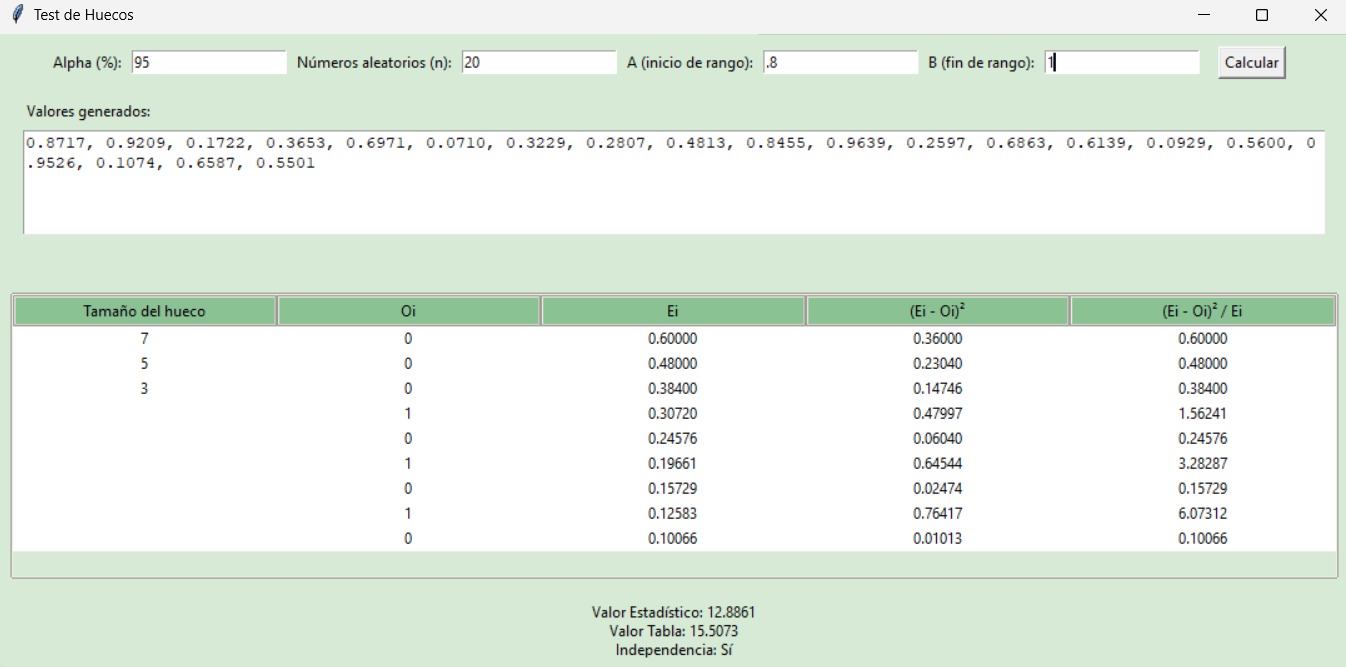 Test de Huecos
Alpha (%): 95 Números aleatorios (n): 20 A (inicio de rango): .8 B (fin de rango): 1 Calcular
Valores generados:
0.8717, 0.9209, 0.1722, 0.3653, 0.6971, 0.0710, 0.3229, 0.2807, 0.4813, 0.8455, 0.9639, 0.2597, 0.6863, 0.6139, 0.0929, 0.5600, 0
.9526, 0.1074, 0.6587, 0.5501
Tamaño del hueco Oi Ei (Ei - Oi)² (Ei - Oi)² / Ei
7 0 0.60000 0.36000 0.60000
5 0 0.48000 0.23040 0.48000
3 0 0.38400 0.14746 0.38400
1 0.30720 0.47997 1.56241
0 0.24576 0.06040 0.24576
1 0.19661 0.64544 3.28287
0 0.15729 0.02474 0.15729
1 0.12583 0.76417 6.07312
0 0.10066 0.01013 0.10066
Valor Estadístico: 12.8861
Valor Tabla: 15.5073
Independencia: Sí